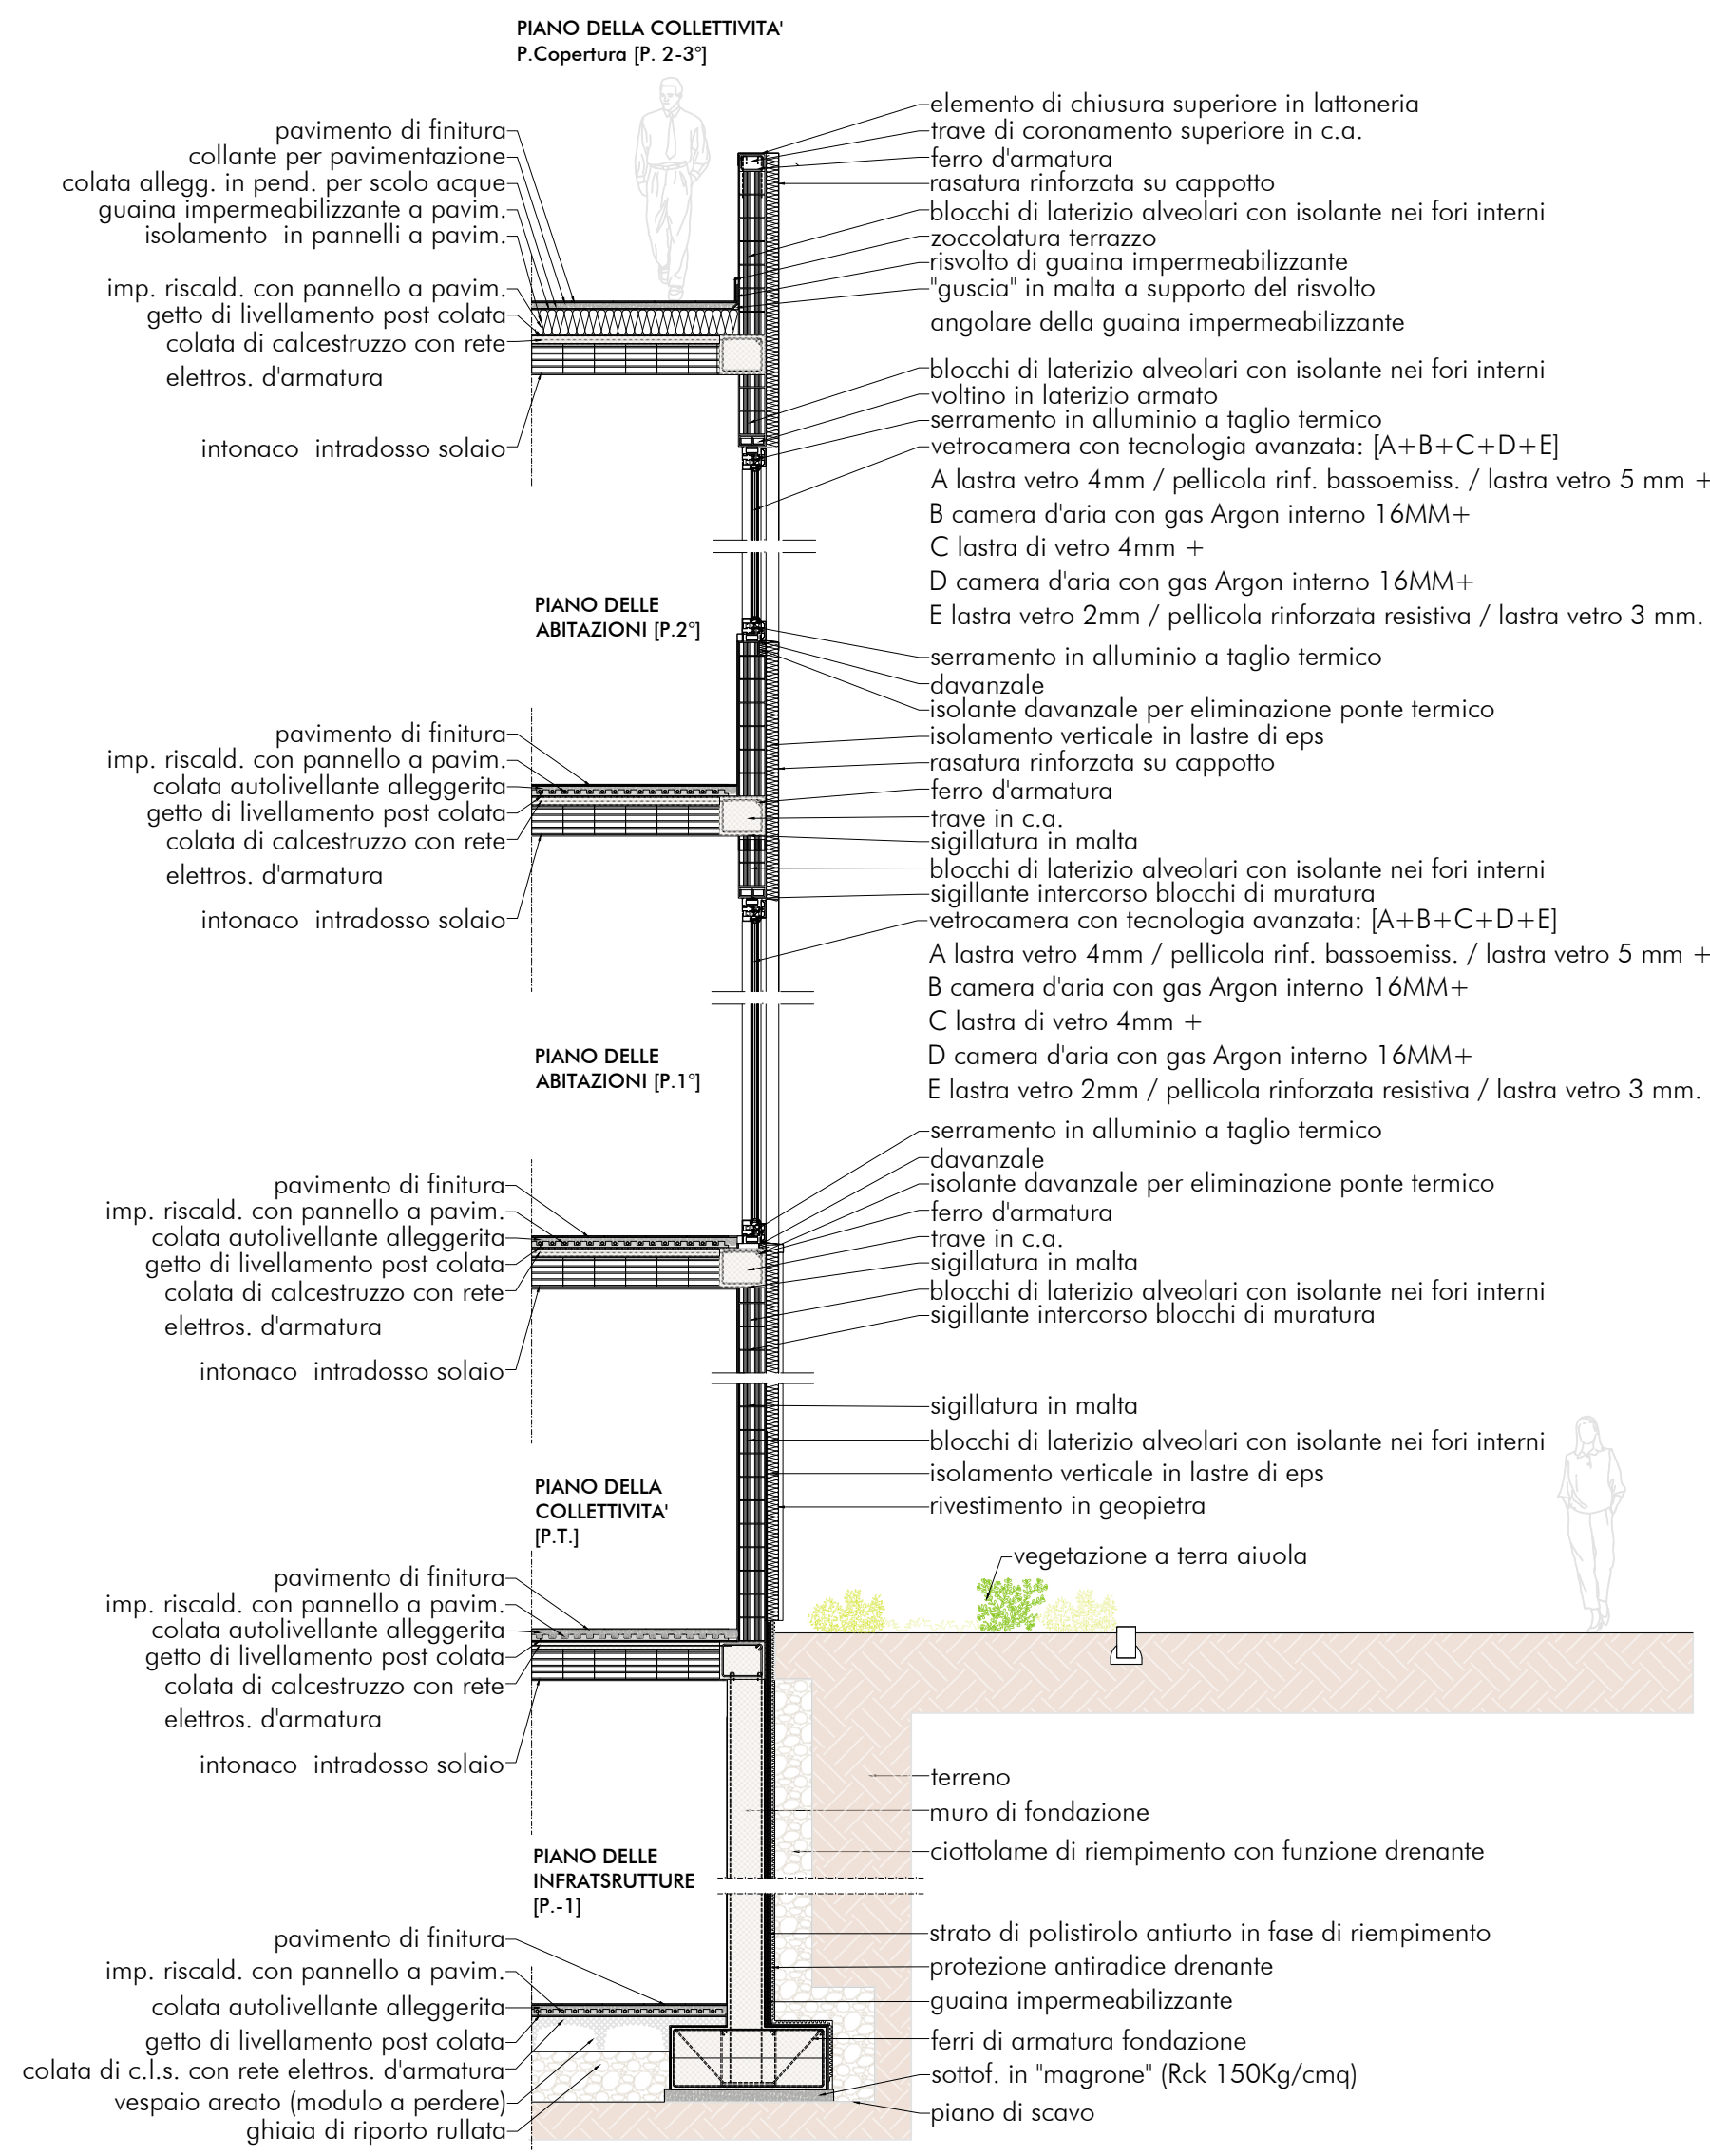 PIANO DELLA COLLETTIVITA'
P.Copertura [P. 2-3°]
pavimento di finitura
collante per pavimentazione
colata allegg. in pend. per scolo acque
guaina impermeabilizzante a pavim.
isolamento in pannelli a pavim.
imp. riscald. con pannello a pavim.
getto di livellamento post colata
colata di calcestruzzo con rete
elettros. d'armatura
intonaco intradosso solaio
elemento di chiusura superiore in lattoneria
trave di coronamento superiore in c.a.
ferro d'armatura
rasatura rinforzata su cappotto
blocchi di laterizio alveolari con isolante nei fori interni
zoccolatura terrazzo
risvolto di guaina impermeabilizzante
"guscia" in malta a supporto del risvolto
angolare della guaina impermeabilizzante
blocchi di laterizio alveolari con isolante nei fori interni
voltino in laterizio armato
serramento in alluminio a taglio termico
vetrocamera con tecnologia avanzata: [A+B+C+D+E]
A lastra vetro 4mm / pellicola rinf. bassoemiss. / lastra vetro 5 mm +
B camera d'aria con gas Argon interno 16MM+
C lastra di vetro 4mm +
D camera d'aria con gas Argon interno 16MM+
E lastra vetro 2mm / pellicola rinforzata resistiva / lastra vetro 3 mm.
PIANO DELLE
ABITAZIONI [P.2°]
pavimento di finitura
imp. riscald. con pannello a pavim.
colata autolivellante alleggerita
getto di livellamento post colata
colata di calcestruzzo con rete
elettros. d'armatura
intonaco intradosso solaio
serramento in alluminio a taglio termico
davanzale
isolante davanzale per eliminazione ponte termico
isolamento verticale in lastre di eps
rasatura rinforzata su cappotto
ferro d'armatura
trave in c.a.
sigillatura in malta
blocchi di laterizio alveolari con isolante nei fori interni
sigillante intercorso blocchi di muratura
vetrocamera con tecnologia avanzata: [A+B+C+D+E]
A lastra vetro 4mm / pellicola rinf. bassoemiss. / lastra vetro 5 mm +
B camera d'aria con gas Argon interno 16MM+
C lastra di vetro 4mm +
D camera d'aria con gas Argon interno 16MM+
E lastra vetro 2mm / pellicola rinforzata resistiva / lastra vetro 3 mm.
PIANO DELLE
ABITAZIONI [P.1°]
pavimento di finitura
imp. riscald. con pannello a pavim.
colata autolivellante alleggerita
getto di livellamento post colata
colata di calcestruzzo con rete
elettros. d'armatura
intonaco intradosso solaio
serramento in alluminio a taglio termico
davanzale
isolante davanzale per eliminazione ponte termico
ferro d'armatura
trave in c.a.
sigillatura in malta
blocchi di laterizio alveolari con isolante nei fori interni
sigillante intercorso blocchi di muratura
sigillatura in malta
blocchi di laterizio alveolari con isolante nei fori interni
isolamento verticale in lastre di eps
rivestimento in geopietra
vegetazione a terra aiuola
PIANO DELLA
COLLETTIVITA'
[P.T.]
pavimento di finitura
imp. riscald. con pannello a pavim.
colata autolivellante alleggerita
getto di livellamento post colata
colata di calcestruzzo con rete
elettros. d'armatura
intonaco intradosso solaio
terreno
muro di fondazione
ciottolame di riempimento con funzione drenante
PIANO DELLE
INFRATSRUTTURE
[P.-1]
pavimento di finitura
imp. riscald. con pannello a pavim.
colata autolivellante alleggerita
getto di livellamento post colata
colata di c.l.s. con rete elettros. d'armatura
vespaio areato (modulo a perdere)
ghiaia di riporto rullata
strato di polistirolo antiurto in fase di riempimento
protezione antiradice drenante
guaina impermeabilizzante
ferri di armatura fondazione
sottof. in "magrone" (Rck 150Kg/cmq)
piano di scavo